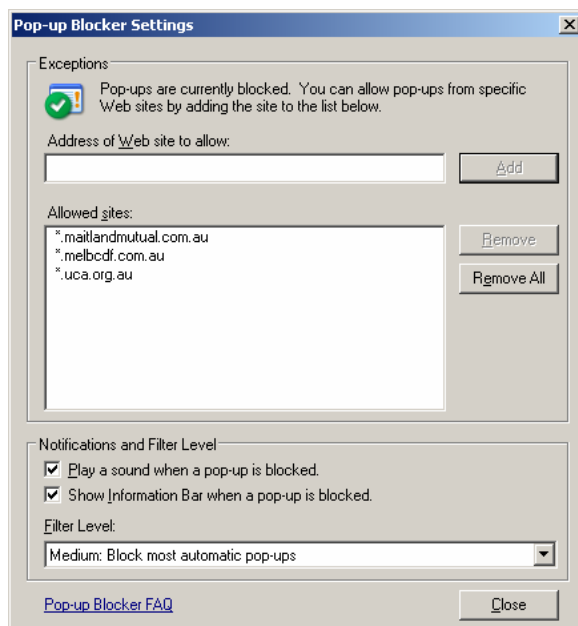 Pop-up Blocker Settings
Exceptions
Pop-ups are currently blocked. You can allow pop-ups from specific
Web sites by adding the site to the list below.
Address of Web site to allow:
Add
Allowed sites:
*.maitlandmutual.com.au
*.melbcdf.com.au
*.uca.org.au
Remove
Remove All
Notifications and Filter Level
Play a sound when a pop-up is blocked.
Show Information Bar when a pop-up is blocked.
Filter Level:
Medium: Block most automatic pop-ups
Pop-up Blocker FAQ
Close